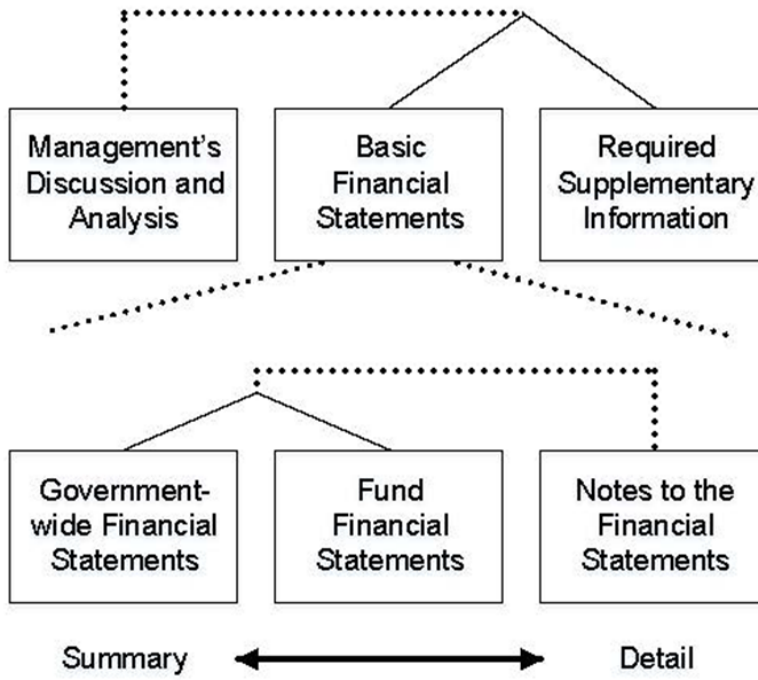 Management's
Discussion and
Analysis
Basic
Financial
Statements
Required
Supplementary
Information
Government-
wide Financial
Statements
Fund
Financial
Statements
Notes to the
Financial
Statements
Summary
Detail